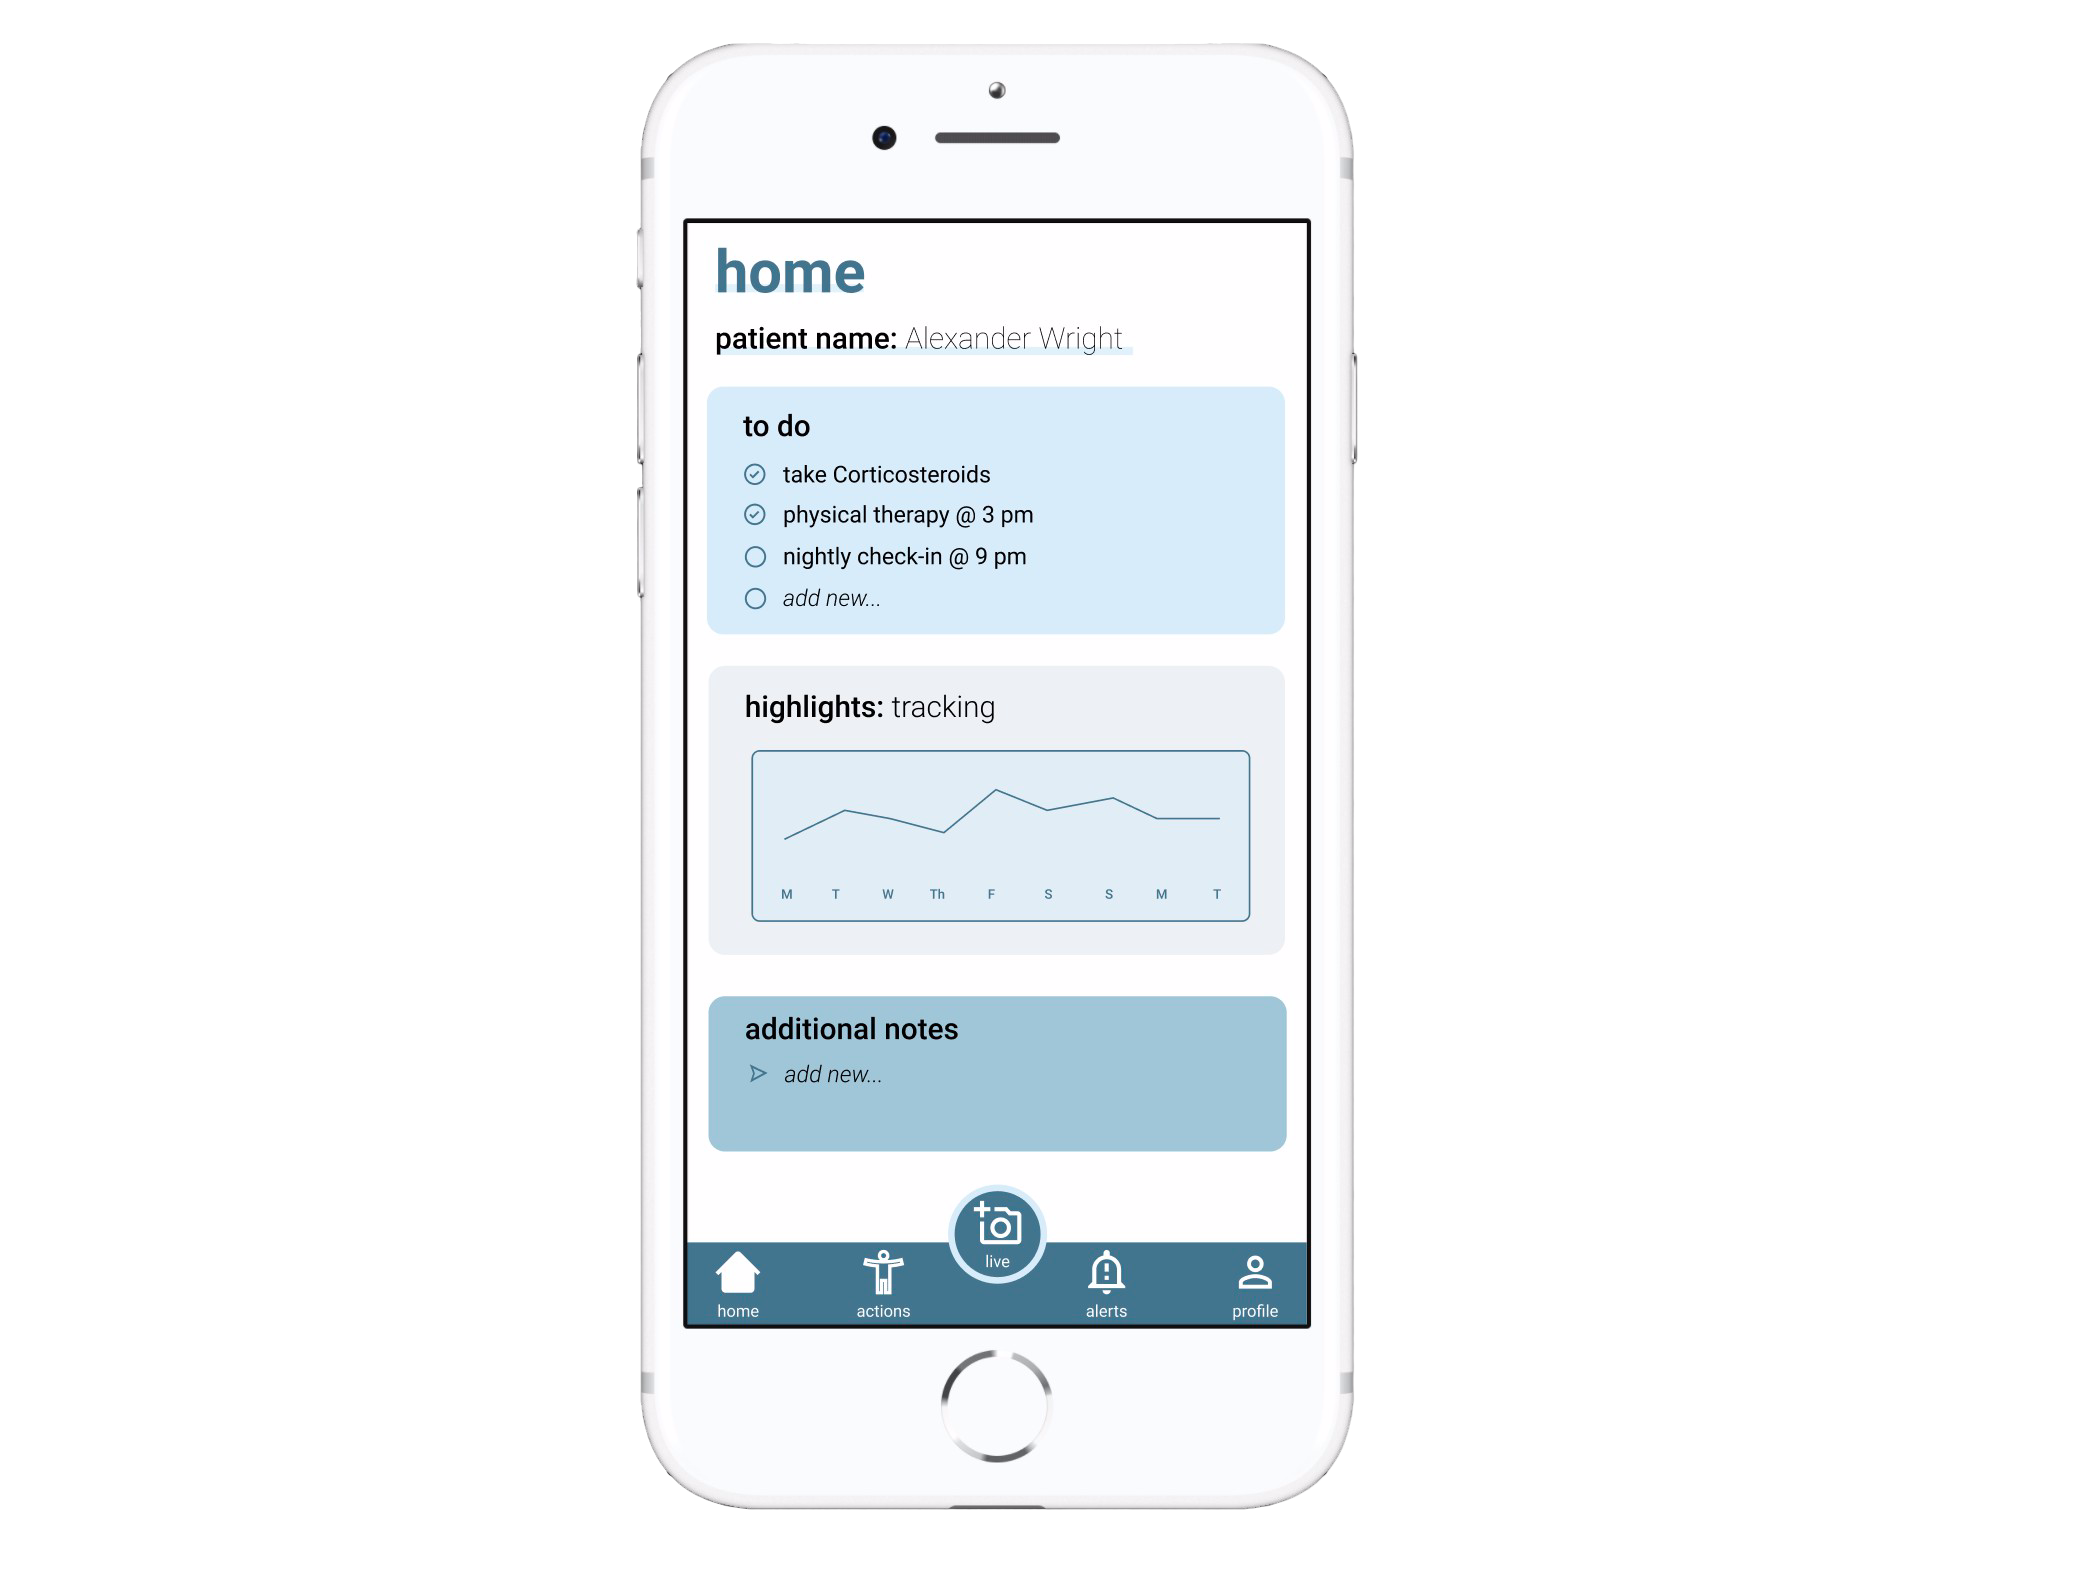 home
patient name: Alexander Wright
to do
take Corticosteroids
physical therapy @ 3 pm
nightly check-in @ 9 pm
add new...
highlights: tracking
M T W Th F S S M T
additional notes
add new...
live
home actions alerts profile